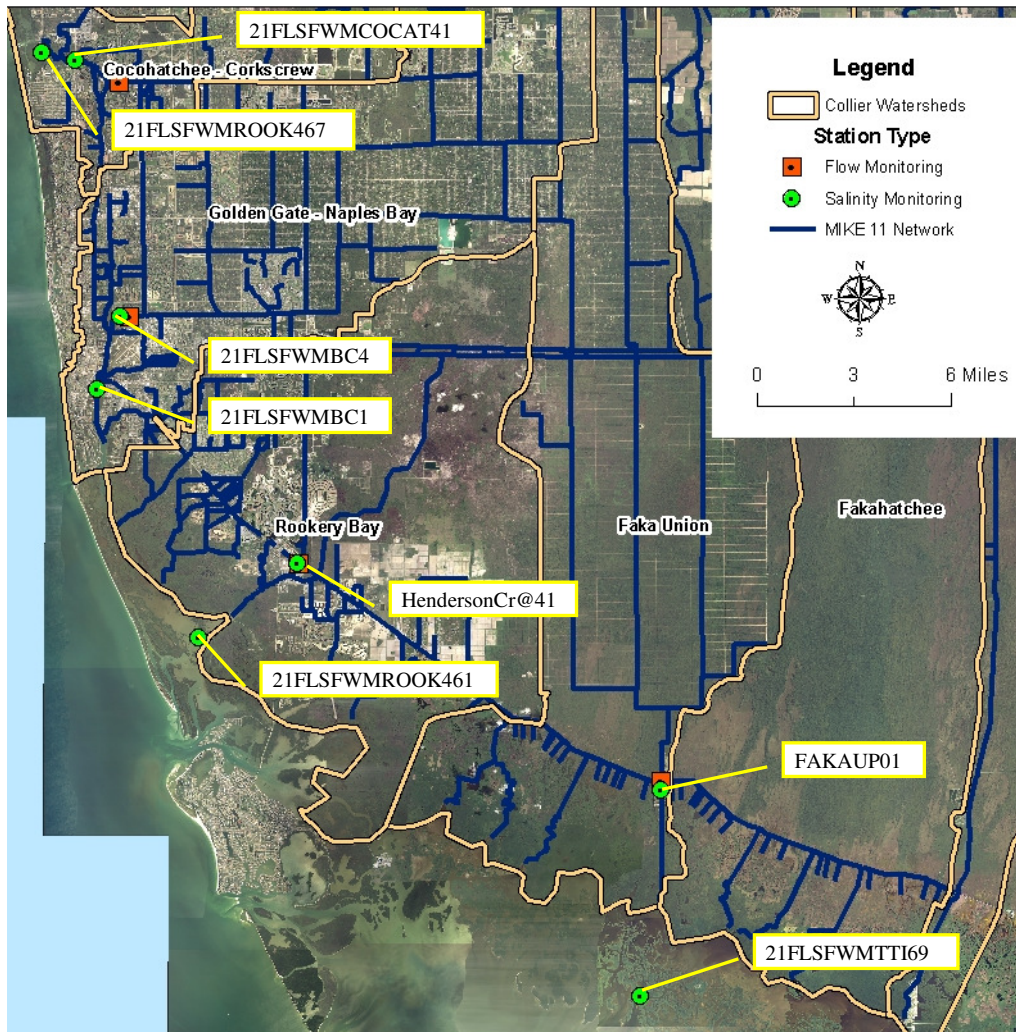 21FLSFWMCOCAT41
Cocohatchee - Corkscrew
21FLSFWMROOK467
Golden Gate - Naples Bay
21FLSFWMBC4
21FLSFWMBC1
Rookery Bay
Faka Union
Fakahatchee
HendersonCr@41
21FLSFWMROOK461
FAKAUP01
21FLSFWMTTI69
Legend
Collier Watersheds
Station Type
Flow Monitoring
Salinity Monitoring
MIKE 11 Network
N
W E
S
0 3 6 Miles